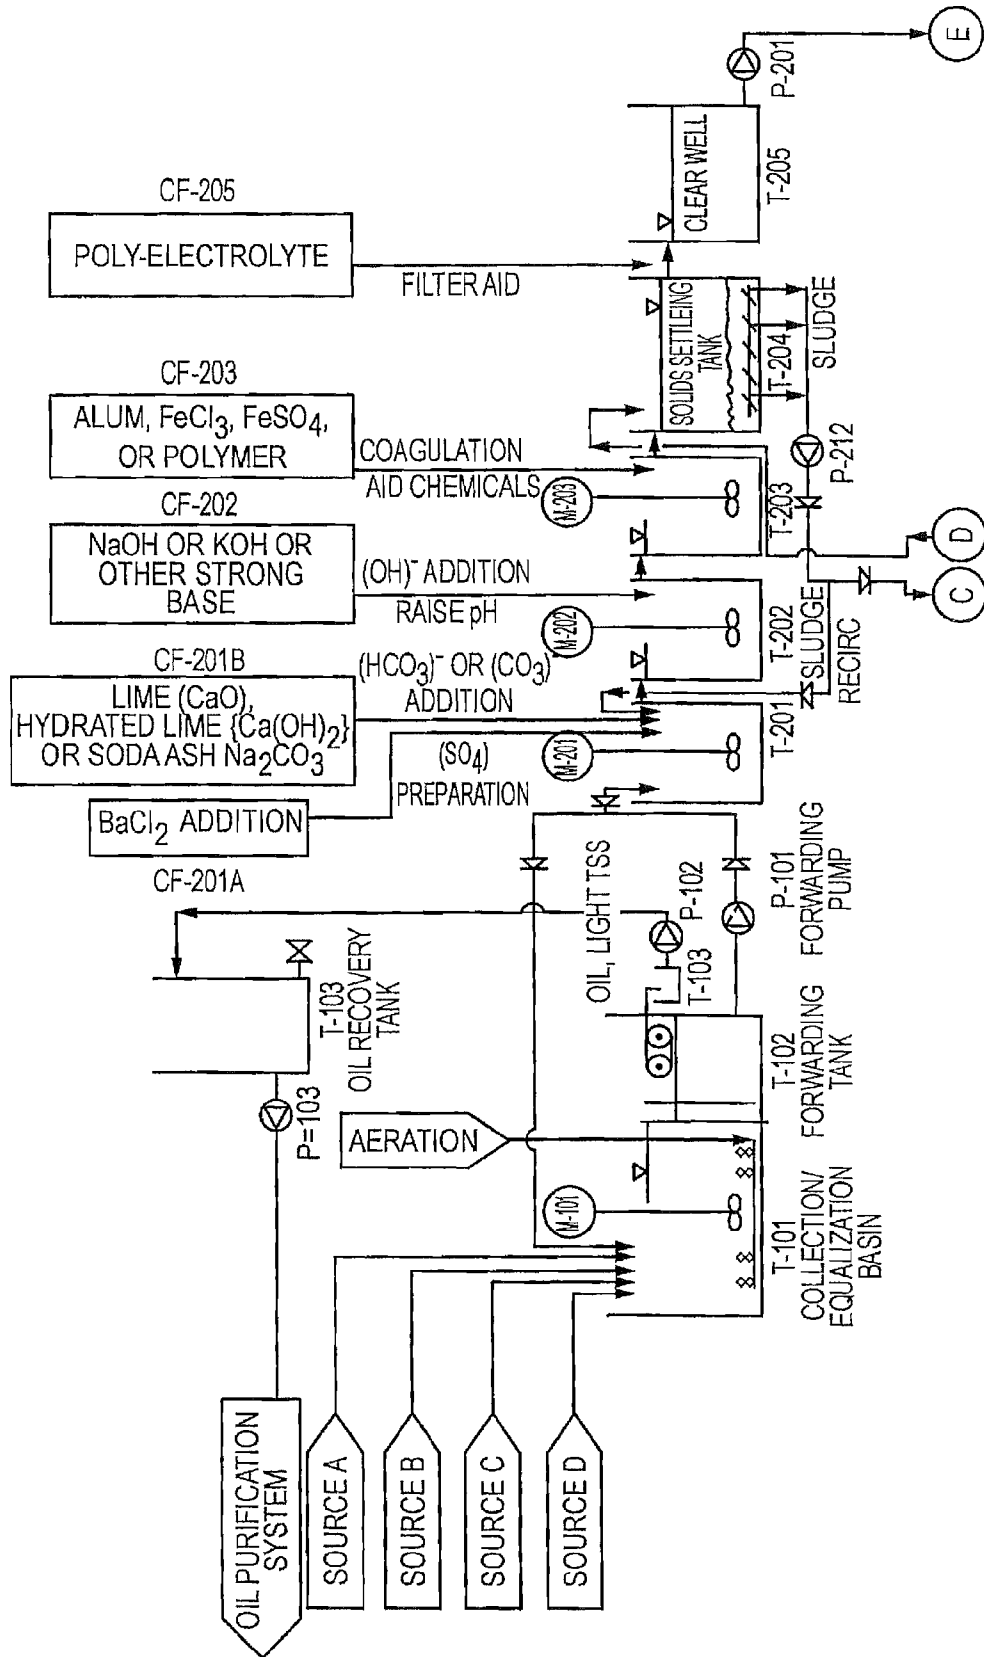 CF-205
POLY-ELECTROLYTE
FILTER AID
CF-203
ALUM, FeCl3, FeSO4,
OR POLYMER
COAGULATION
AID CHEMICALS
CF-202
NaOH OR KOH OR
OTHER STRONG
BASE
(OH)- ADDITION
RAISE pH
CF-201B
LIME (CaO),
HYDRATED LIME {Ca(OH)2}
OR SODA ASH Na2CO3
(HCO3)- OR (CO3)-
ADDITION
(SO4)
PREPARATION
BaCl2 ADDITION
CF-201A
T-103
OIL RECOVERY
TANK
P=103
OIL PURIFICATION
SYSTEM
AERATION
SOURCE A
SOURCE B
SOURCE C
SOURCE D
M-101
M-201
M-202
M-203
OIL, LIGHT TSS
P-102
T-103
T-101
COLLECTION/
EQUALIZATION
BASIN
T-102
FORWARDING
TANK
P-101
FORWARDING
PUMP
T-201
SLUDGE
RECIRC
T-202
T-203
SOLIDS SETTLEING
TANK
T-204
SLUDGE
P-212
CLEAR WELL
T-205
P-201
C
D
E